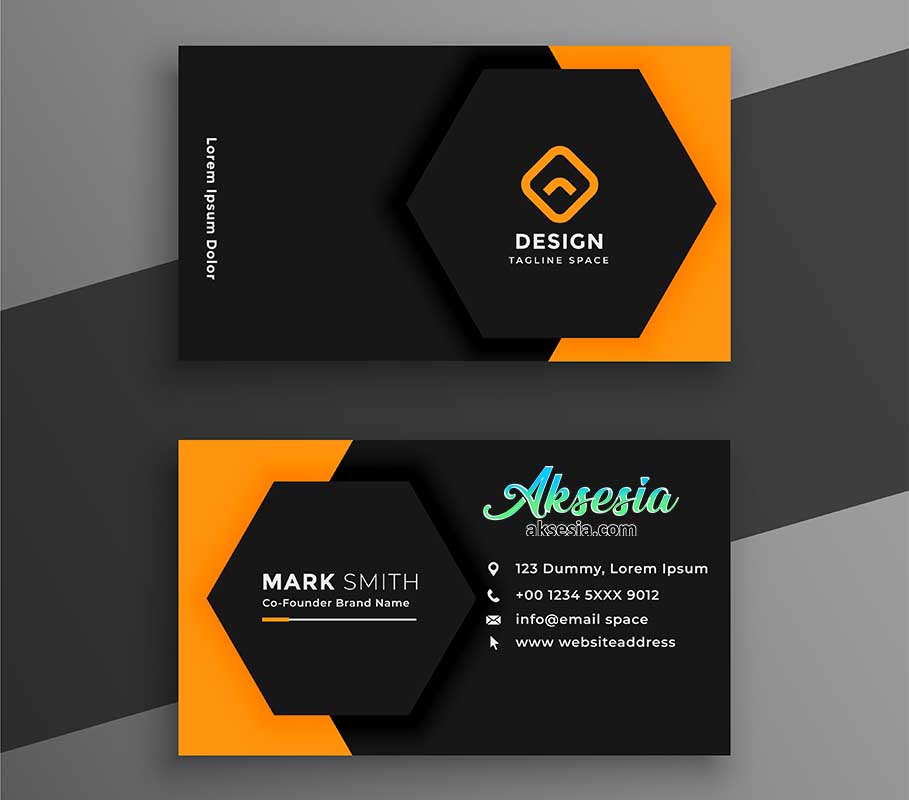 Lorem Ipsum Dolor
DESIGN
TAGLINE SPACE
Aksesia
aksesia.com
MARK SMITH
Co-Founder Brand Name
123 Dummy, Lorem Ipsum
+00 1234 5XXX 9012
info@email space
www websiteaddress